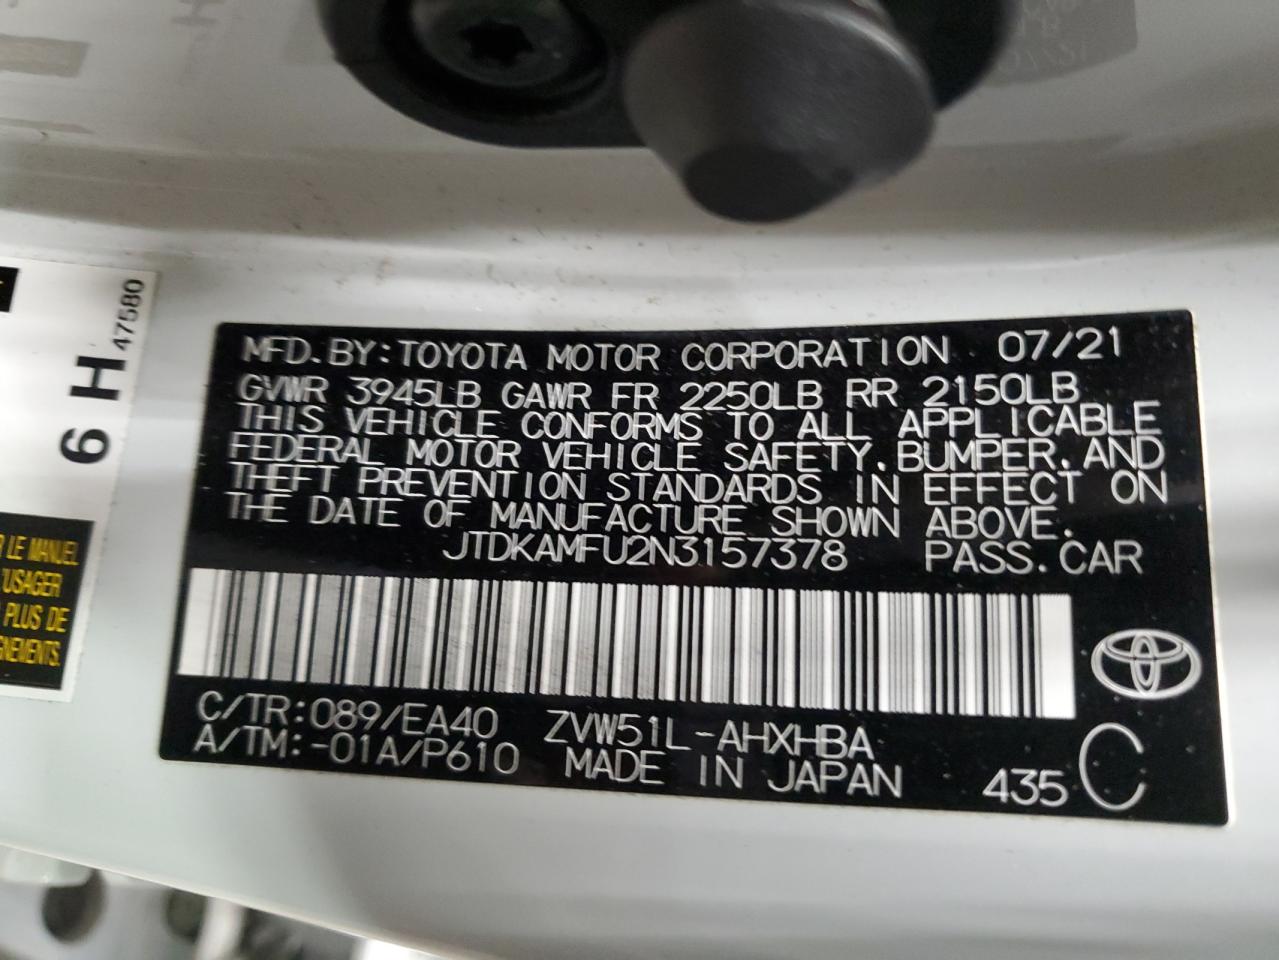 MFD.BY:TOYOTA MOTOR CORPORATION 07/21
GVWR 3945LB GAWR FR 2250LB RR 2150LB
THIS VEHICLE CONFORMS TO ALL APPLICABLE
FEDERAL MOTOR VEHICLE SAFETY.BUMPER.AND
THEFT PREVENTION STANDARDS IN EFFECT ON
THE DATE OF MANUFACTURE SHOWN ABOVE.
JTDKAMFU2N3157378 PASS.CAR
C/TR:089/EA40 ZVW51L-AHXHBA
A/TM:-01A/P610 MADE IN JAPAN 435 C
6 H 47580
LE MANUEL
USAGER
PLUS DE